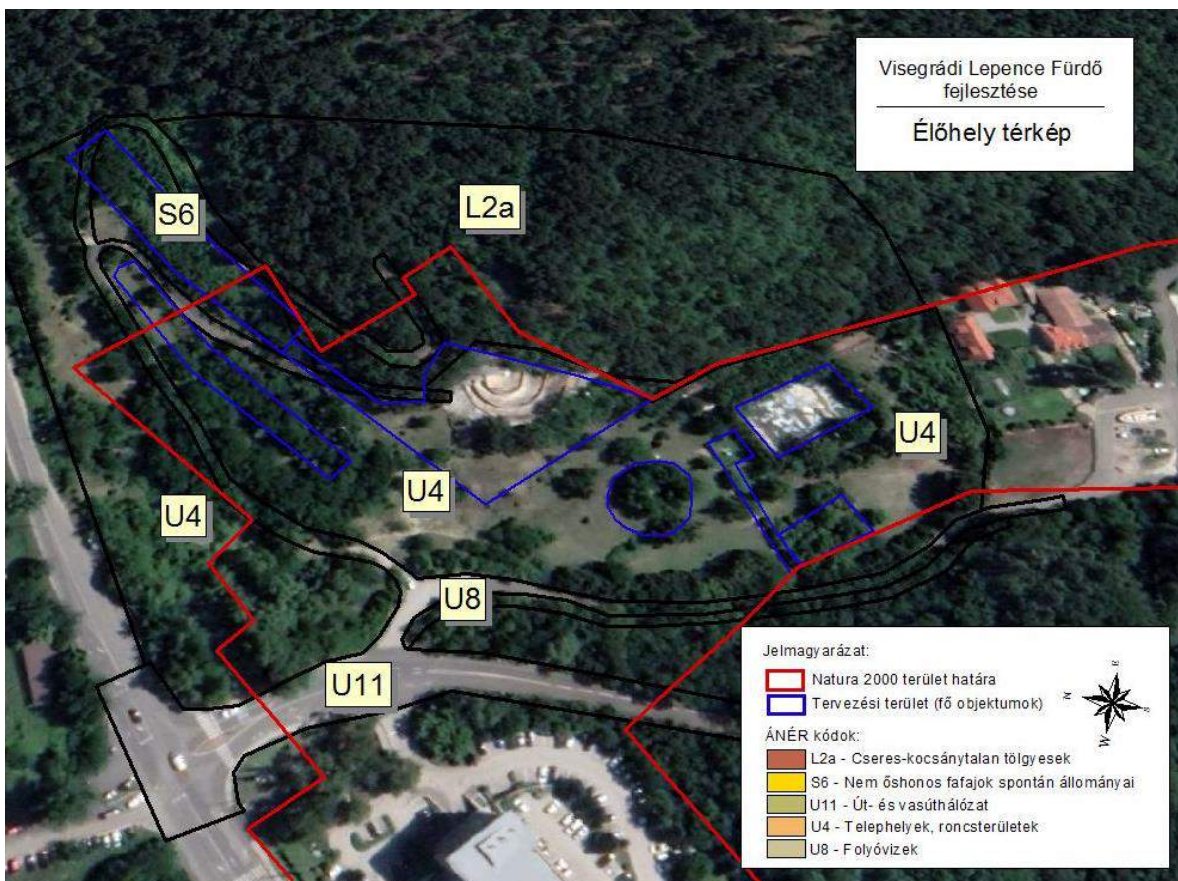 Visegrádi Lepence Fürdő
fejlesztése
Élőhely térkép
S6
L2a
U4
U4
U4
U8
U11
Jelmagyarázat:
Natura 2000 terület határa
Tervezési terület (fő objektumok)
ÁNÉR kódok:
L2a - Cseres-kocsánytalan tölgyesek
S6 - Nem őshonos fafajok spontán állományai
U11 - Út- és vasúthálózat
U4 - Telephelyek, roncsterületek
U8 - Folyóvizek
E
N
S
W